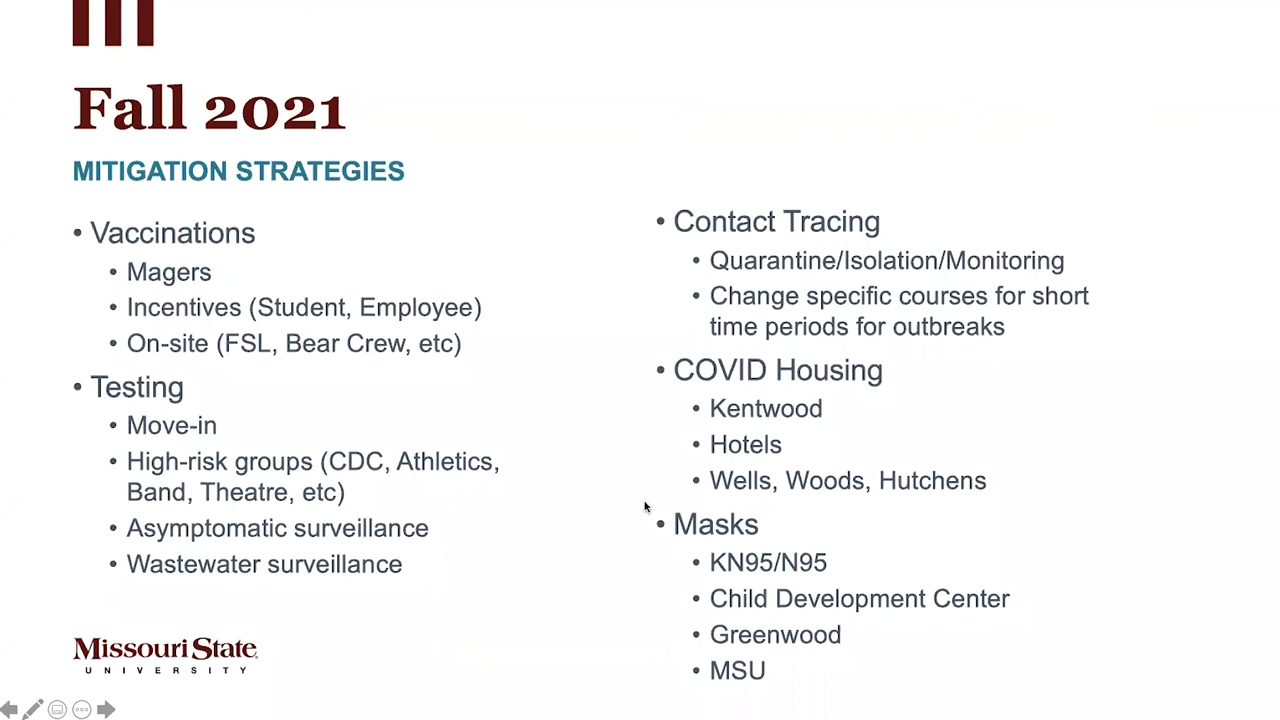 Fall 2021
MITIGATION STRATEGIES
• Vaccinations
• Magers
• Incentives (Student, Employee)
• On-site (FSL, Bear Crew, etc)
• Testing
• Move-in
• High-risk groups (CDC, Athletics,
Band, Theatre, etc)
• Asymptomatic surveillance
• Wastewater surveillance
• Contact Tracing
• Quarantine/Isolation/Monitoring
• Change specific courses for short
time periods for outbreaks
• COVID Housing
• Kentwood
• Hotels
• Wells, Woods, Hutchens
• Masks
• KN95/N95
• Child Development Center
• Greenwood
• MSU
Missouri State
UNIVERSITY